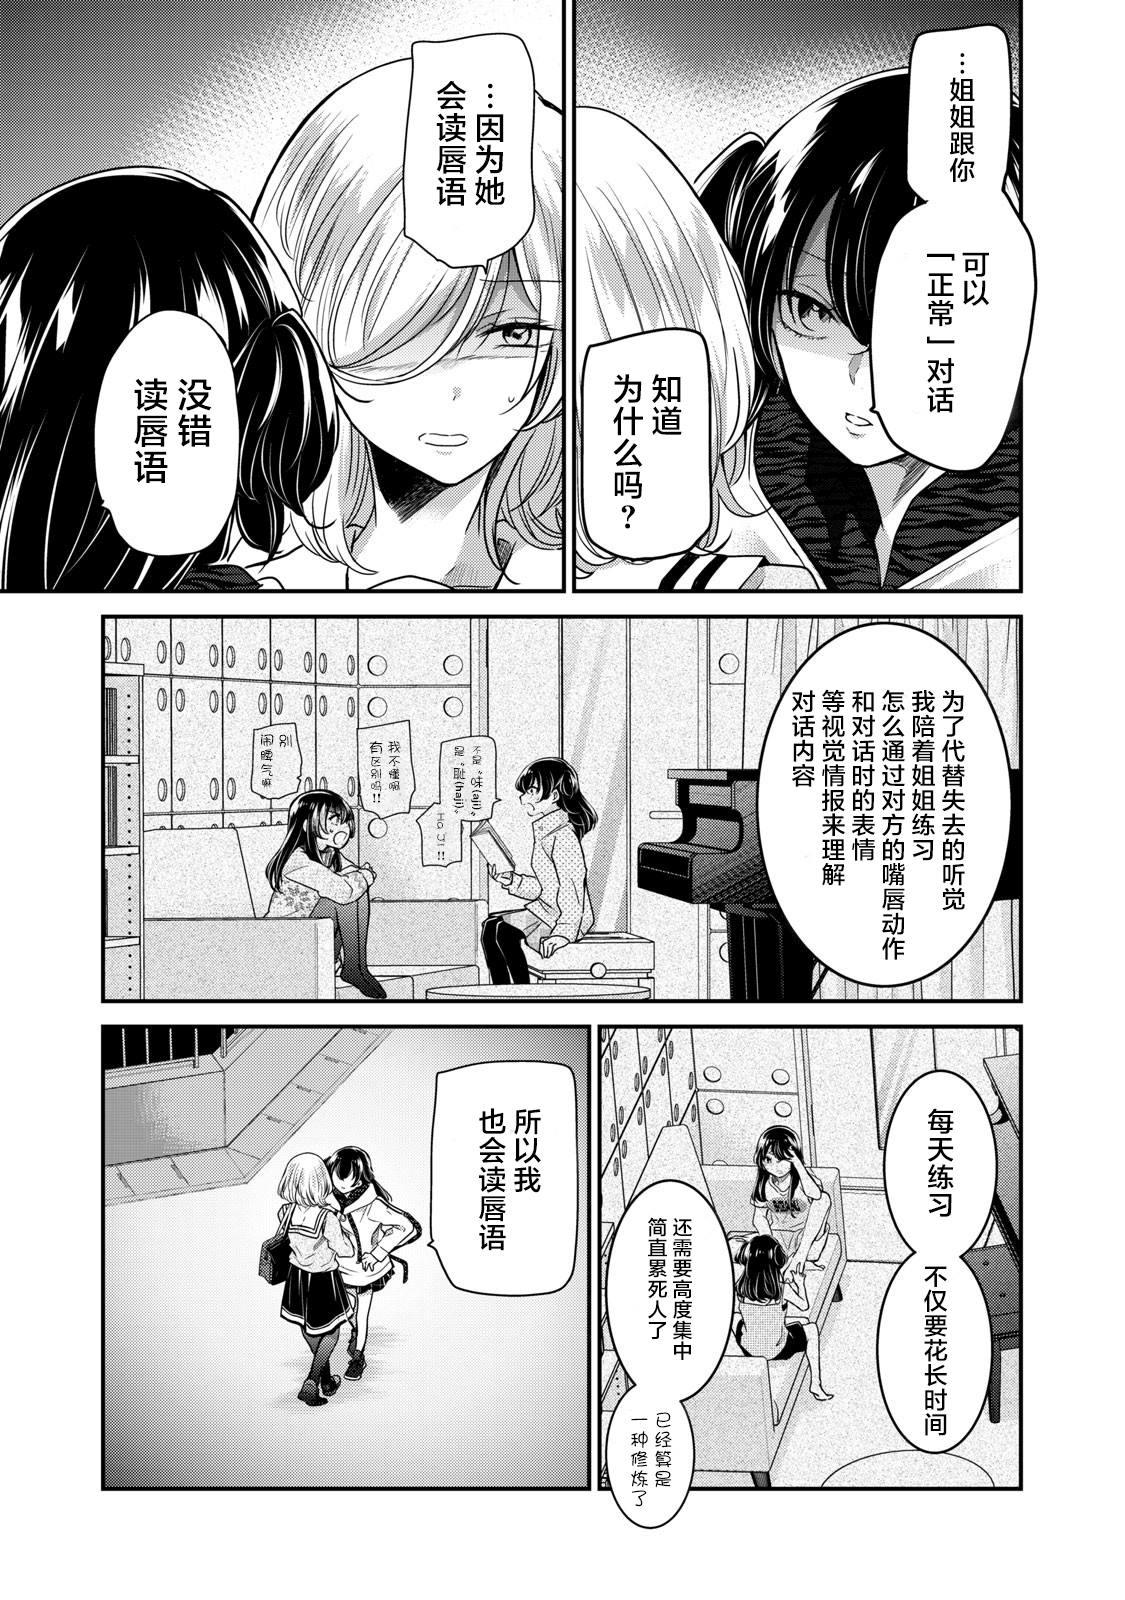 …姐姐跟你
可以
「正常」对话
知道
为什么吗？
…因为她
会读唇语
没错
读唇语
为了代替失去的听觉
我陪着姐姐练习
怎么通过对方的嘴唇动作
和对话时的表情
等视觉情报来理解
对话内容
不是“味(aji)”
是“耻(haji)”
Ha Ji!!
我不懂啊
有区别吗!!
别
闹脾气嘛
每天练习
不仅要花长时间
还需要高度集中
简直累死人了
已经算是
一种修炼了
所以我
也会读唇语